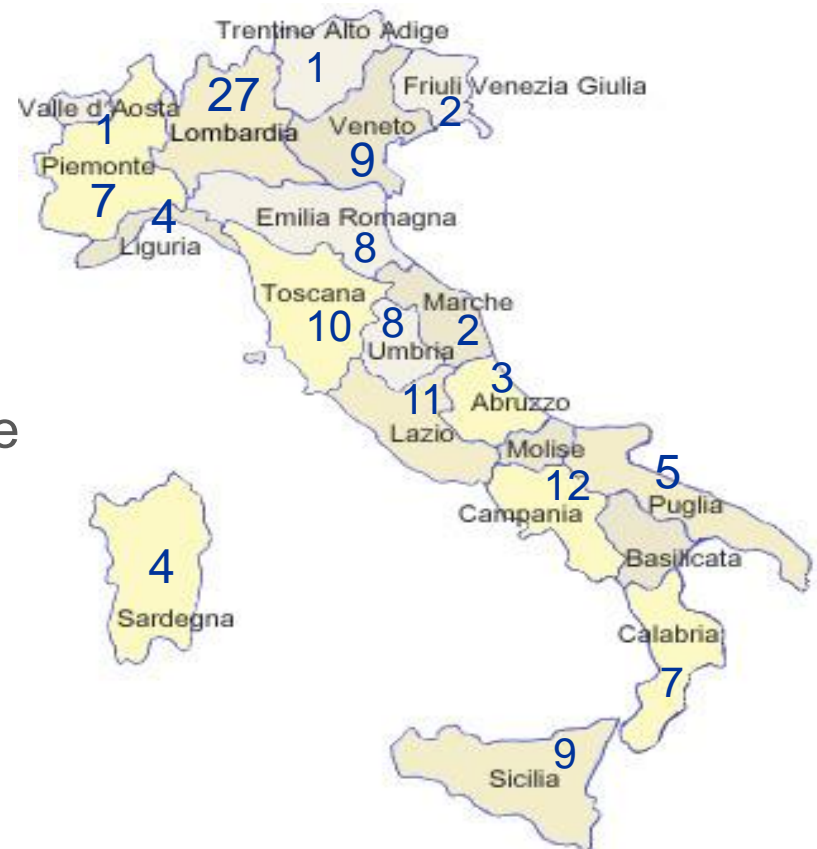 Trentino Alto Adige
1
Friuli Venezia Giulia
2
27
Lombardia
Valle d'Aosta
1
Veneto
9
Piemonte
7
4
Liguria
Emilia Romagna
8
Toscana
10
Marche
2
8
Umbria
3
Abruzzo
11
Lazio
e
Molise
12
Campania
5
Puglia
Basilicata
4
Sardegna
Calabria
7
9
Sicilia